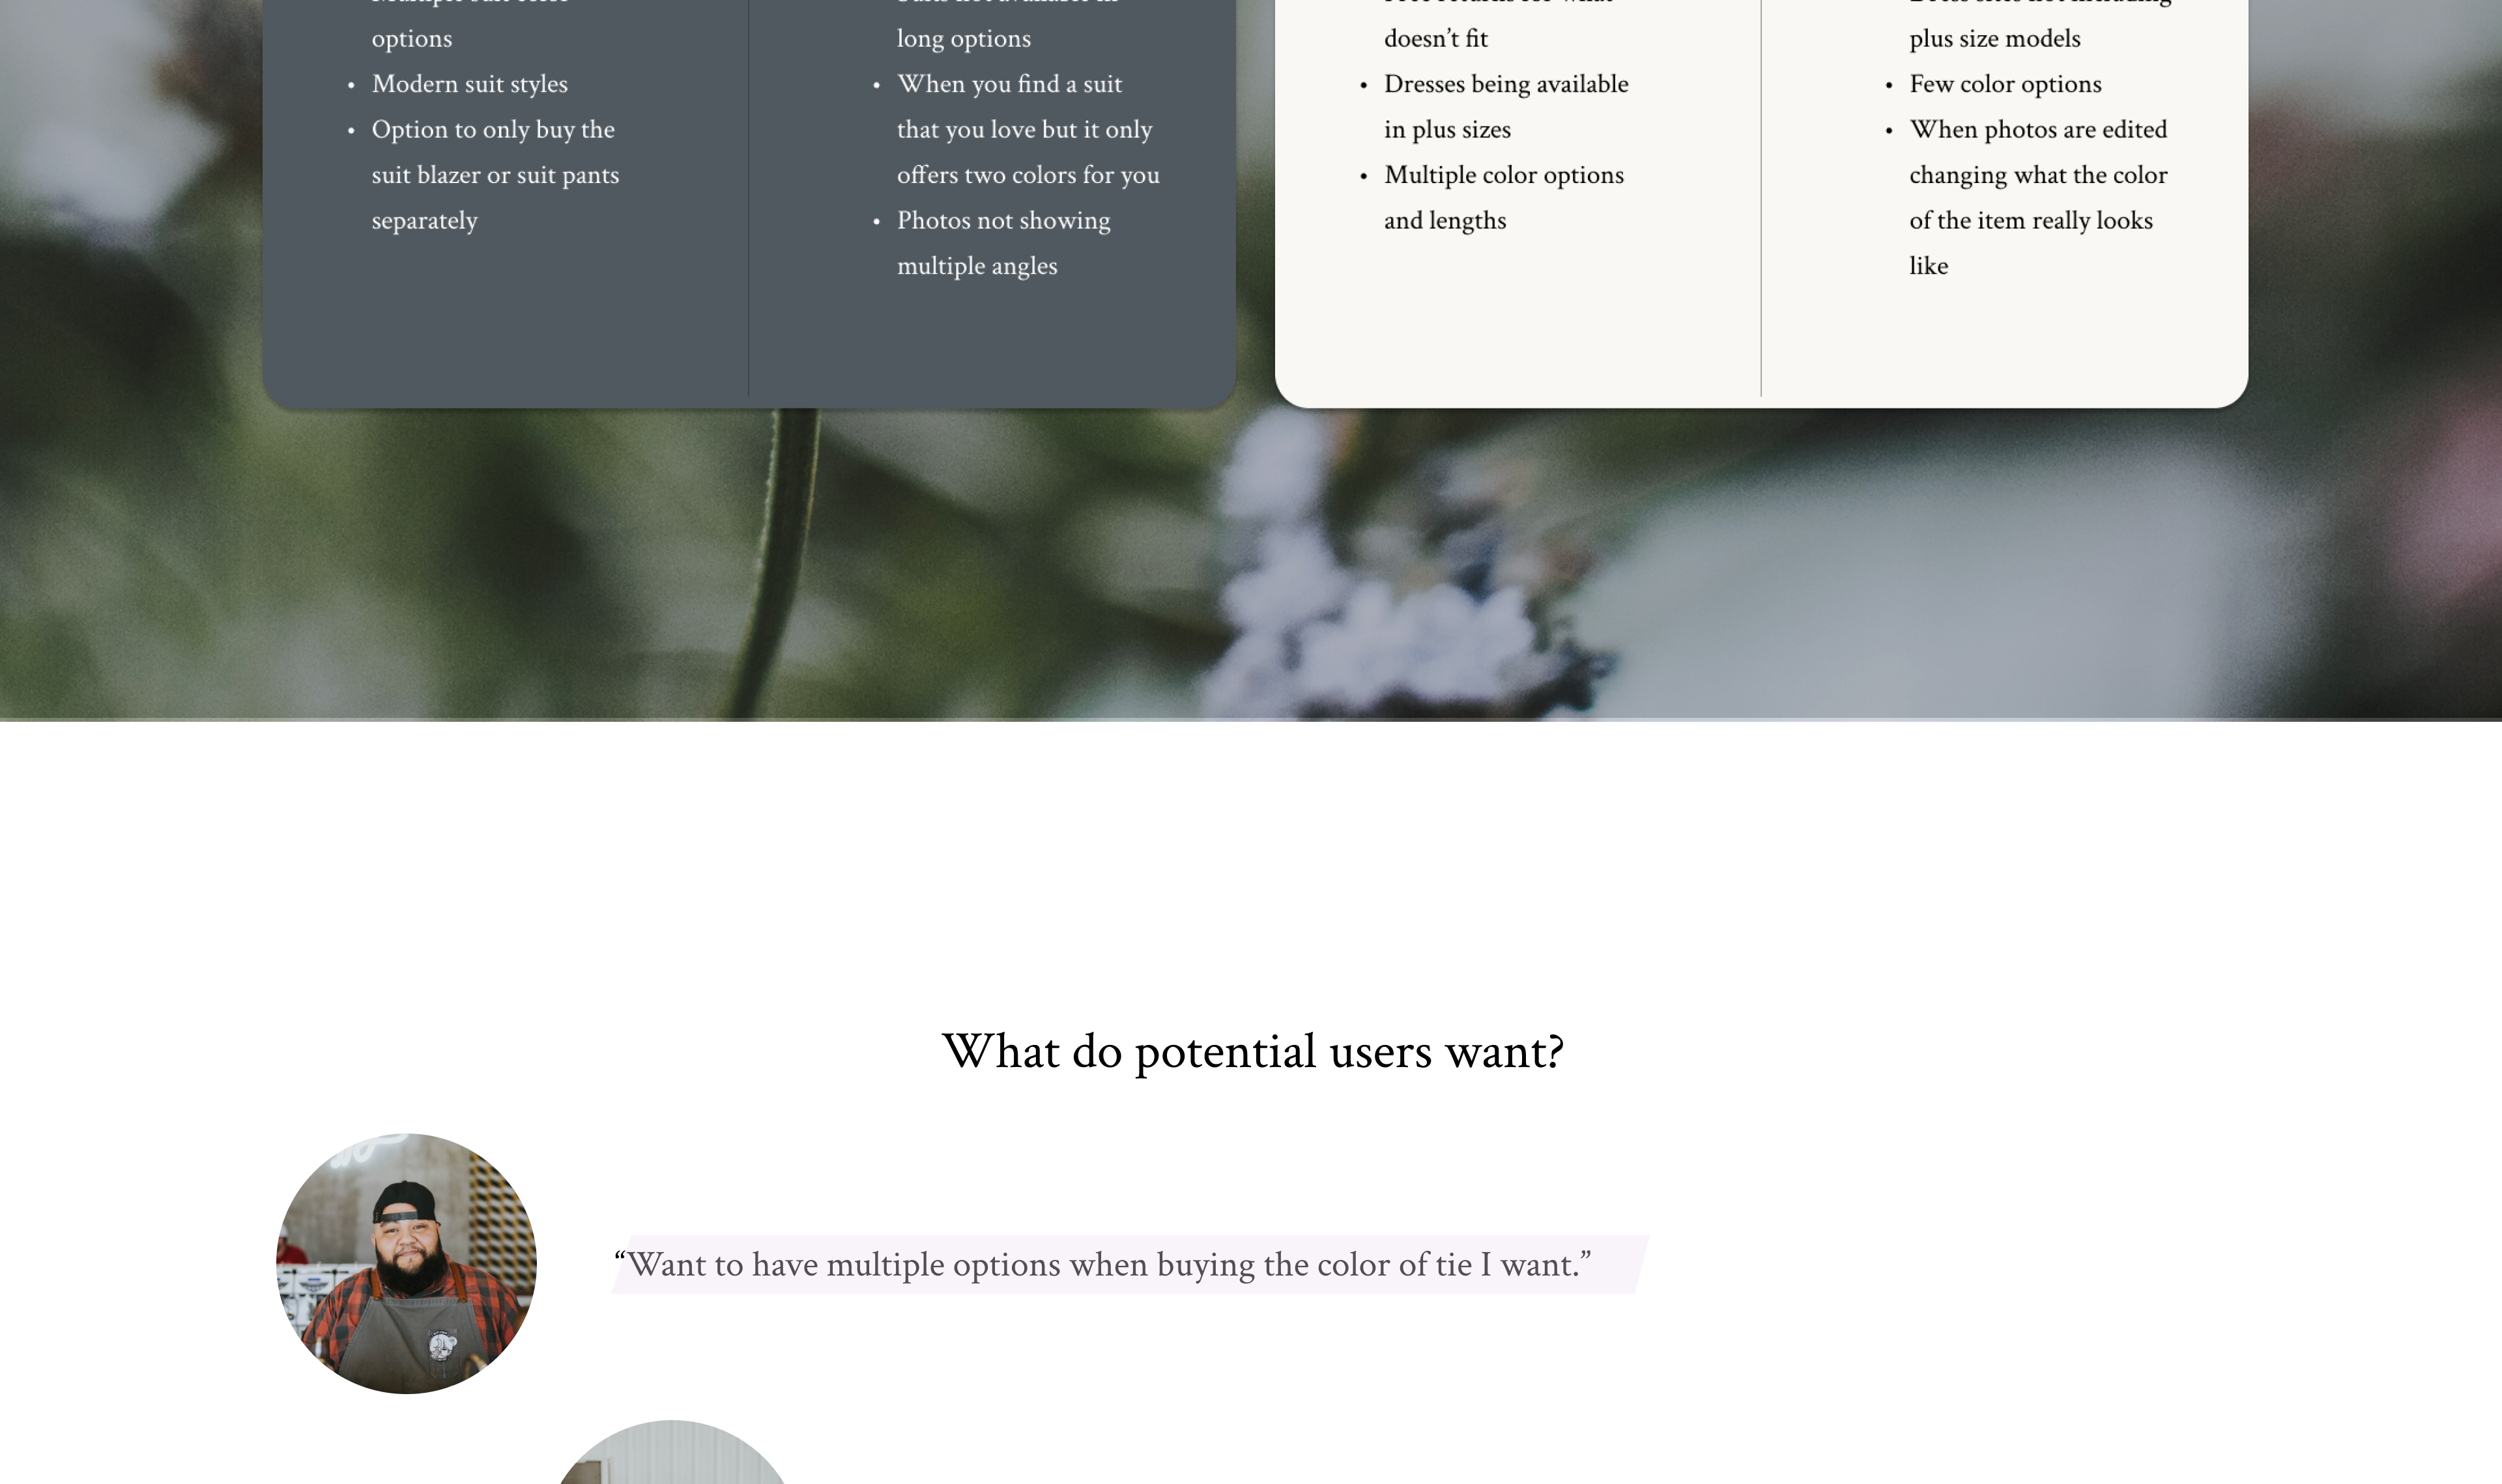 options
• Modern suit styles
• Option to only buy the
suit blazer or suit pants
separately
long options
• When you find a suit
that you love but it only
offers two colors for you
• Photos not showing
multiple angles
doesn’t fit
• Dresses being available
in plus sizes
• Multiple color options
and lengths
plus size models
• Few color options
• When photos are edited
changing what the color
of the item really looks
like
What do potential users want?
“Want to have multiple options when buying the color of tie I want.”